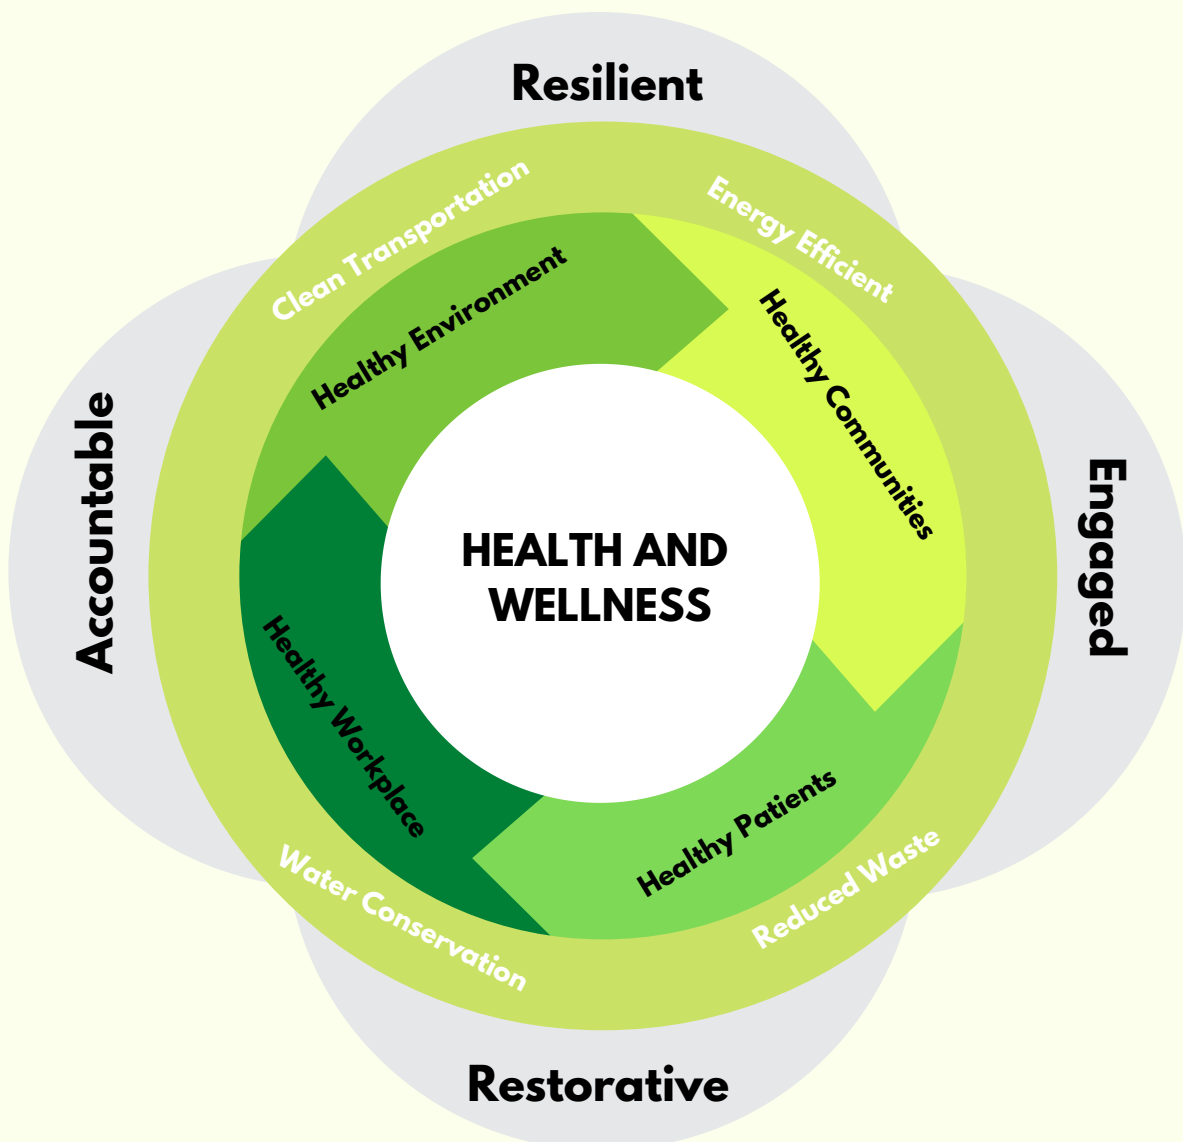 Resilient
Clean Transportation
Energy Efficient
Healthy Environment
Healthy Communities
Accountable
Engaged
HEALTH AND
WELLNESS
Healthy Workplace
Healthy Patients
Water Conservation
Reduced Waste
Restorative